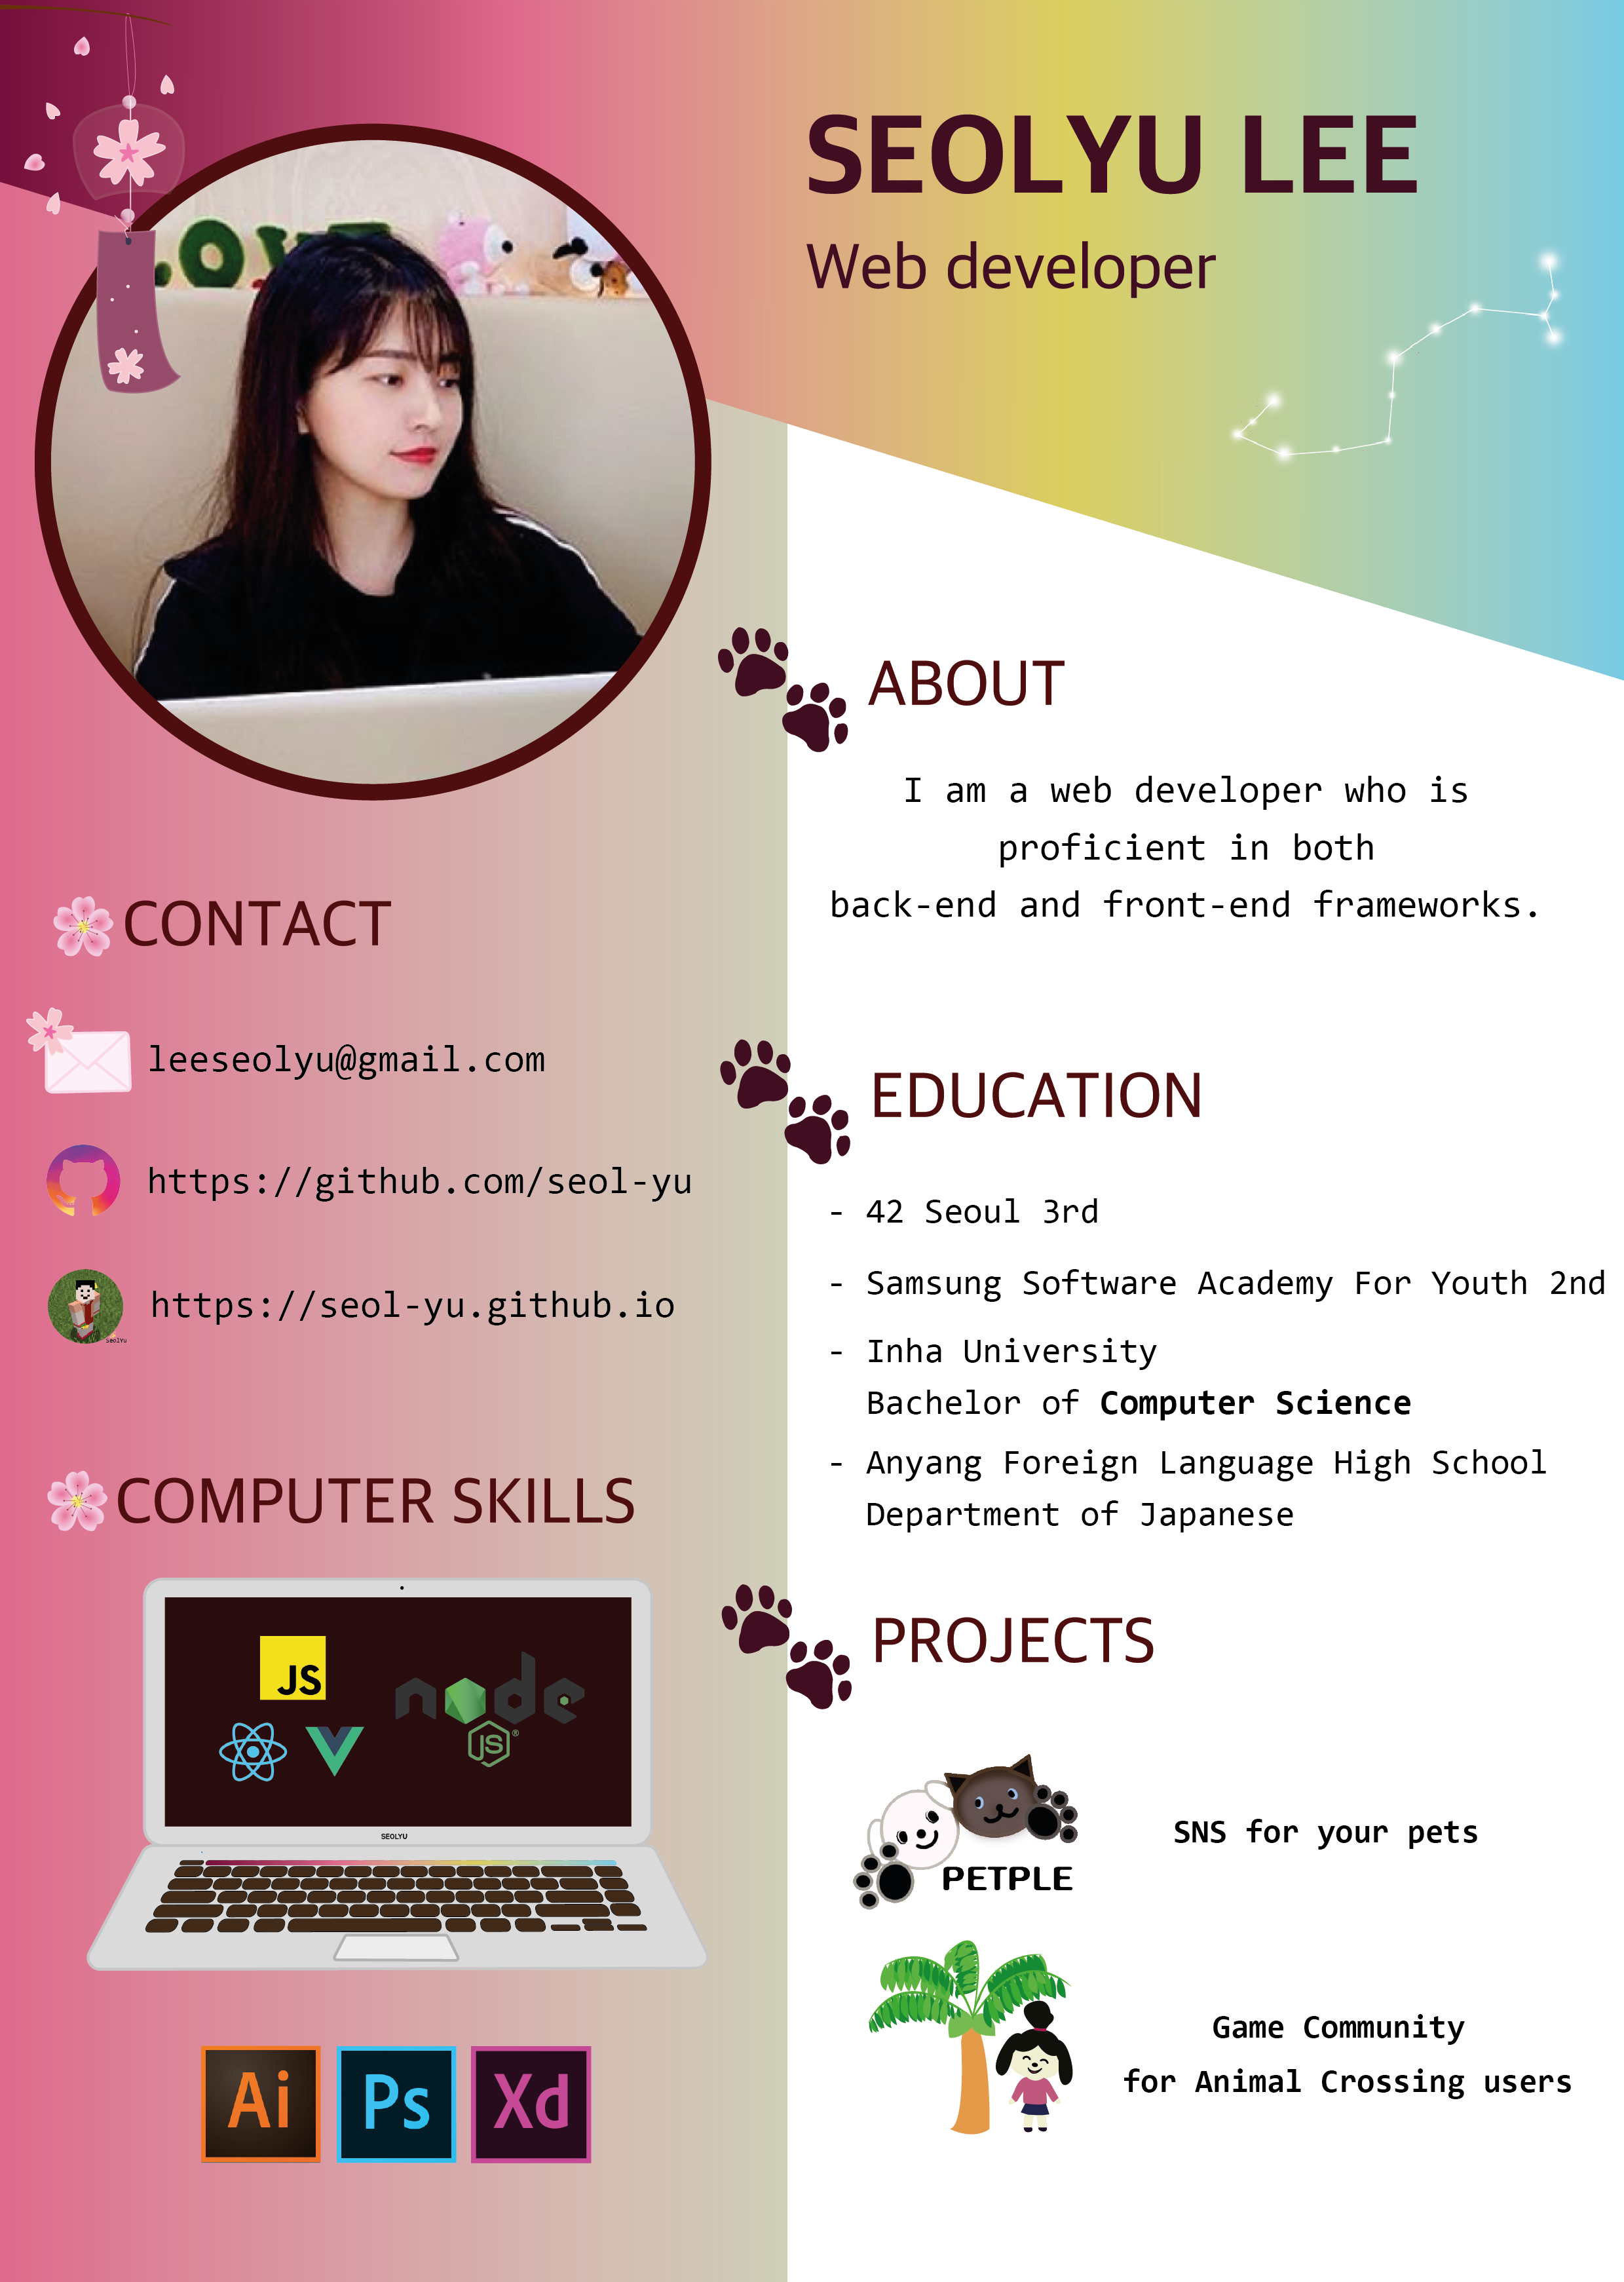 SEOLYU LEE
Web developer
CONTACT
leeseolyu@gmail.com
https://github.com/seol-yu
SeolYu
https://seol-yu.github.io
COMPUTER SKILLS
JS
node
JS®
SEOLYU
Ai
Ps
Xd
ABOUT
I am a web developer who is
proficient in both
back-end and front-end frameworks.
EDUCATION
- 42 Seoul 3rd
- Samsung Software Academy For Youth 2nd
- Inha University
Bachelor of Computer Science
- Anyang Foreign Language High School
Department of Japanese
PROJECTS
PETPLE
SNS for your pets
Game Community
for Animal Crossing users